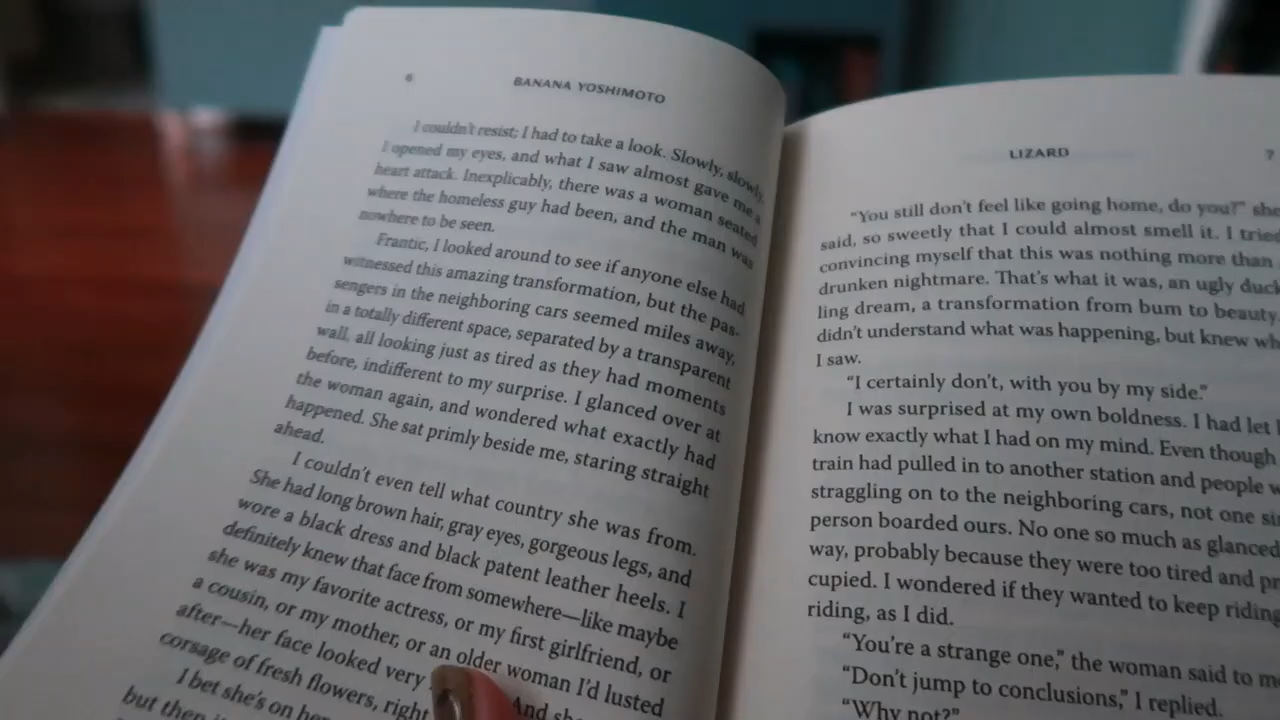 6
BANANA YOSHIMOTO
I couldn't resist; I had to take a look. Slowly, slowly,
I opened my eyes, and what I saw almost gave me a
heart attack. Inexplicably, there was a woman seated
where the homeless guy had been, and the man was
nowhere to be seen.
Frantic, I looked around to see if anyone else had
witnessed this amazing transformation, but the pas-
sengers in the neighboring cars seemed miles away,
in a totally different space, separated by a transparent
wall, all looking just as tired as they had moments
before, indifferent to my surprise. I glanced over at
the woman again, and wondered what exactly had
happened. She sat primly beside me, staring straight
ahead.
I couldn't even tell what country she was from.
She had long brown hair, gray eyes, gorgeous legs, and
wore a black dress and black patent leather heels. I
definitely knew that face from somewhere—like maybe
she was my favorite actress, or my first girlfriend, or
a cousin, or my mother, or an older woman I'd lusted
after—her face looked very And she
corsage of fresh flowers, right
I bet she's on her
but then
LIZARD
7
"You still don't feel like going home, do you?" she
said, so sweetly that I could almost smell it. I tried
convincing myself that this was nothing more than
drunken nightmare. That's what it was, an ugly duck
ling dream, a transformation from bum to beauty.
didn't understand what was happening, but knew wh
I saw.
"I certainly don't, with you by my side."
I was surprised at my own boldness. I had let
know exactly what I had on my mind. Even though
train had pulled in to another station and people w
straggling on to the neighboring cars, not one si
person boarded ours. No one so much as glanced
way, probably because they were too tired and pr
cupied. I wondered if they wanted to keep riding
riding, as I did.
"You're a strange one," the woman said to me
"Don't jump to conclusions," I replied.
"Why not?"